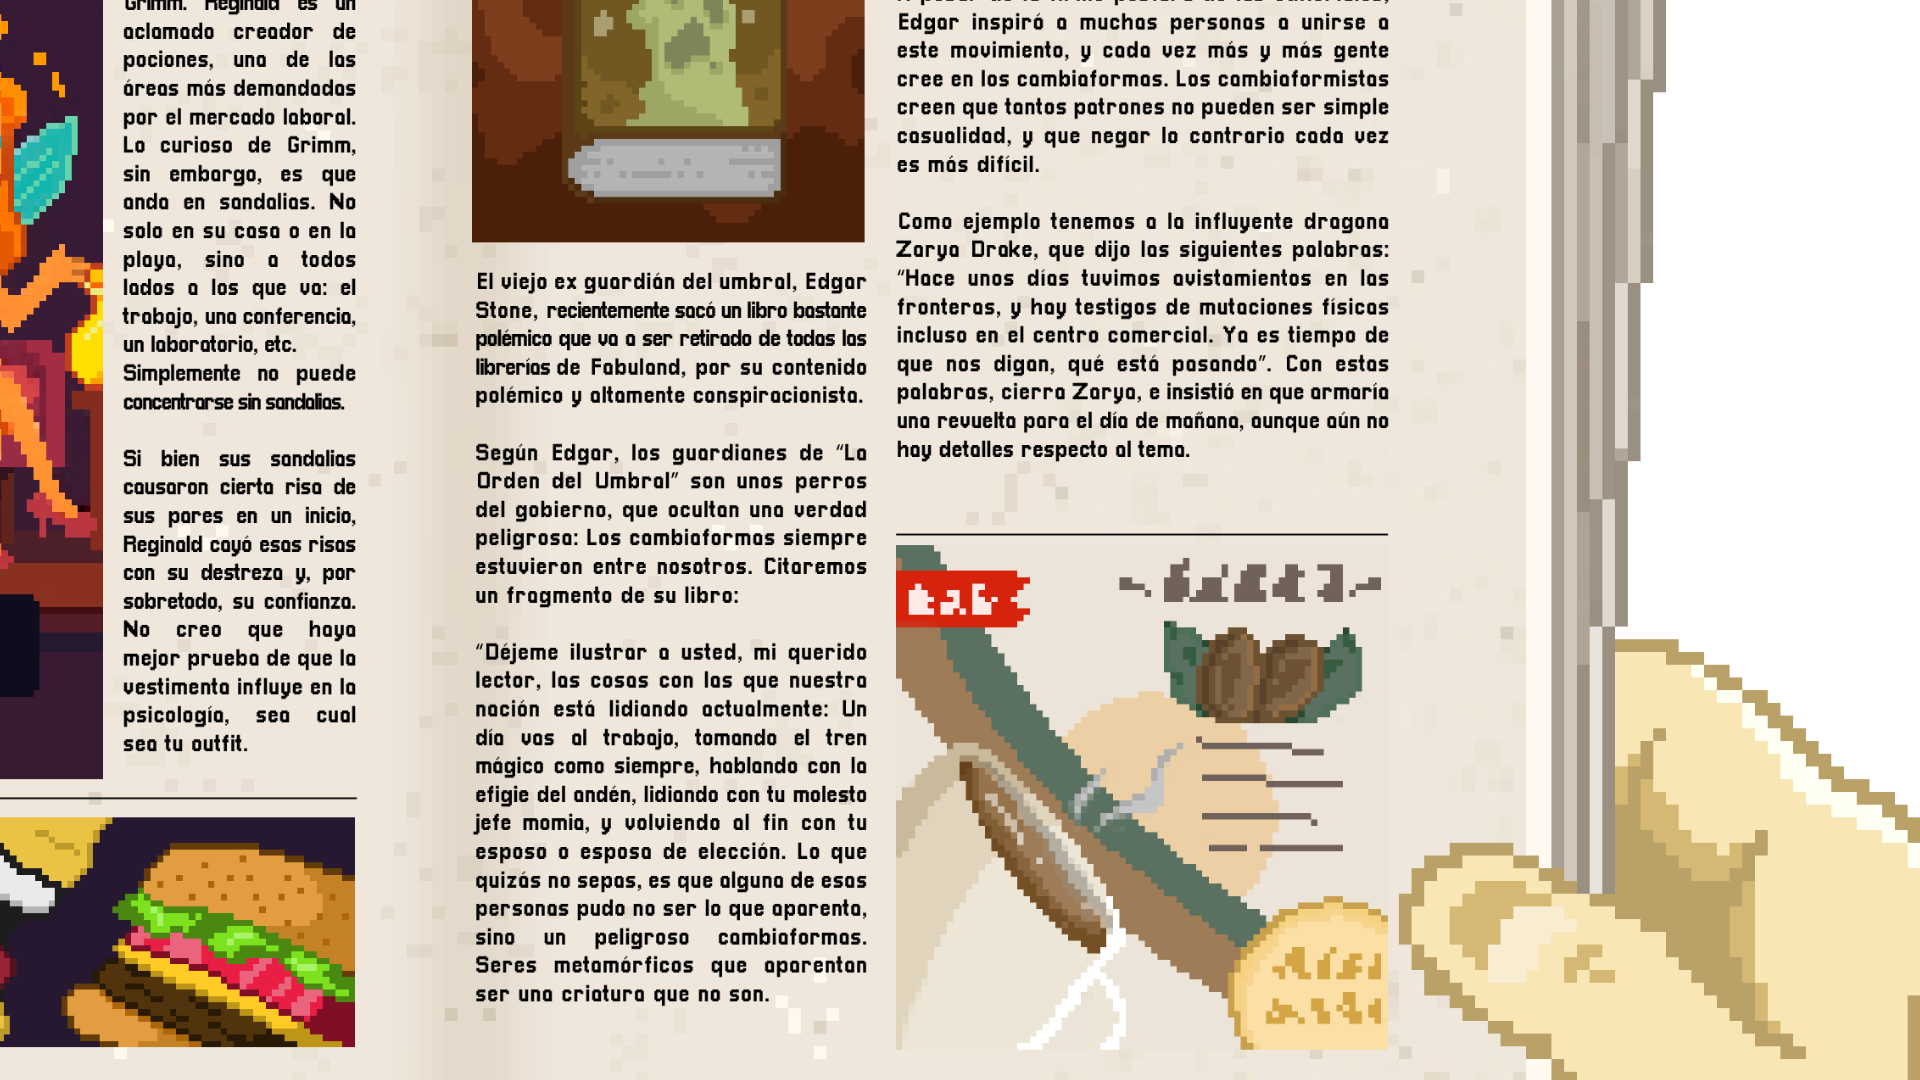 Grimm. Reginald es un
aclamado creador de
pociones, una de las
áreas más demandadas
por el mercado laboral.
Lo curioso de Grimm,
sin embargo, es que
anda en sandalias. No
solo en su casa o en la
playa, sino a todos
lados a los que va: el
trabajo, una conferencia,
un laboratorio, etc.
Simplemente no puede
concentrarse sin sandalias.
Si bien sus sandalias
causaron cierta risa de
sus pares en un inicio,
Reginald cayó esas risas
con su destreza y, por
sobretodo, su confianza.
No creo que haya
mejor prueba de que la
vestimenta influye en la
psicología, sea cual
sea tu outfit.
El viejo ex guardián del umbral, Edgar
Stone, recientemente sacó un libro bastante
polémico que va a ser retirado de todas las
librerías de Fabuland, por su contenido
polémico y altamente conspiracionista.
Según Edgar, los guardianes de “La
Orden del Umbral” son unos perros
del gobierno, que ocultan una verdad
peligrosa: Los cambiaformas siempre
estuvieron entre nosotros. Citaremos
un fragmento de su libro:
“Déjeme ilustrar a usted, mi querido
lector, las cosas con las que nuestra
nación está lidiando actualmente: Un
día vas al trabajo, tomando el tren
mágico como siempre, hablando con la
efigie del andén, lidiando con tu molesto
jefe momia, y volviendo al fin con tu
esposo o esposa de elección. Lo que
quizás no sepas, es que alguna de esas
personas pudo no ser lo que aparenta,
sino un peligroso cambiaformas.
Seres metamórficos que aparentan
ser una criatura que no son.
Edgar inspiró a muchas personas a unirse a
este movimiento, y cada vez más y más gente
cree en los cambiaformas. Los cambiaformistas
creen que tantos patrones no pueden ser simple
casualidad, y que negar lo contrario cada vez
es más difícil.
Como ejemplo tenemos a la influyente dragona
Zarya Drake, que dijo las siguientes palabras:
“Hace unos días tuvimos avistamientos en las
fronteras, y hay testigos de mutaciones físicas
incluso en el centro comercial. Ya es tiempo de
que nos digan, qué está pasando”. Con estas
palabras, cierra Zarya, e insistió en que armaría
una revuelta para el día de mañana, aunque aún no
hay detalles respecto al tema.